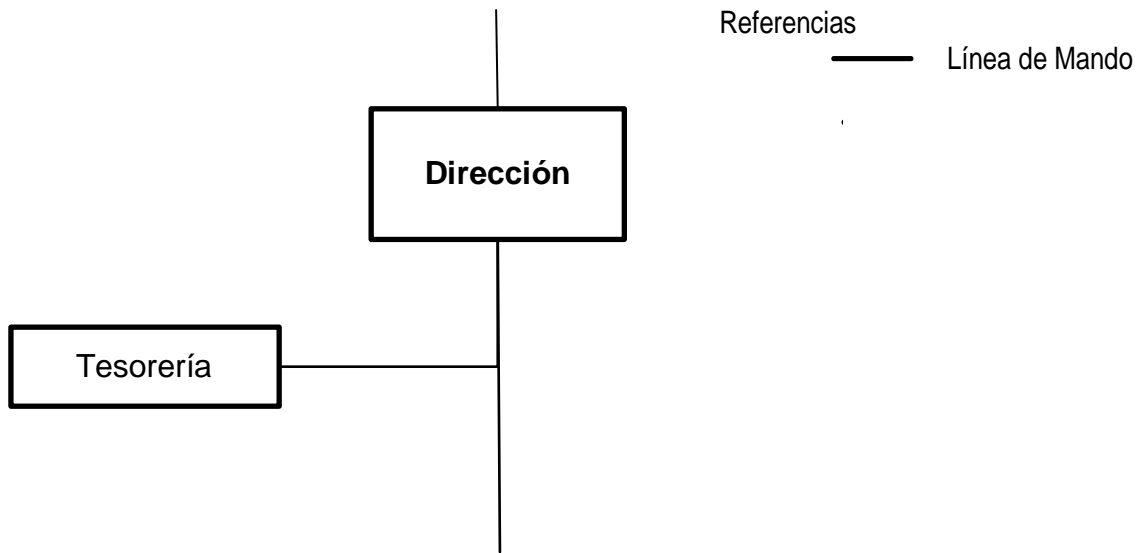 Referencias
Línea de Mando
Dirección
Tesorería